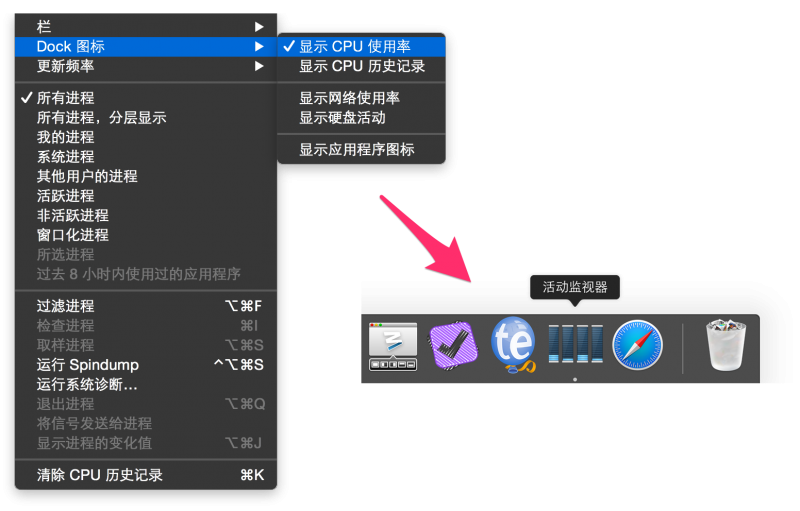 栏
Dock 图标
更新频率
所有进程
所有进程，分层显示
我的进程
系统进程
其他用户的进程
活跃进程
非活跃进程
窗口化进程
所选进程
过去 8 小时内使用过的应用程序
过滤进程 ⌥⌘F
检查进程 ⌘I
取样进程 ⌥⌘S
运行 Spindump ^⌥⌘S
运行系统诊断...
退出进程 ⌥⌘Q
将信号发送给进程
显示进程的变化值 ⌥⌘J
清除 CPU 历史记录 ⌘K
显示 CPU 使用率
显示 CPU 历史记录
显示网络使用率
显示硬盘活动
显示应用程序图标
活动监视器
te